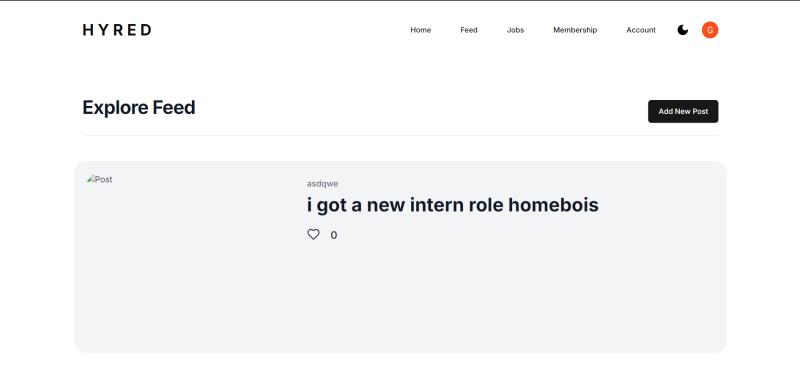 HYRED
Home Feed Jobs Membership Account G
Explore Feed
Add New Post
Post
asdqwe
i got a new intern role homebois
0